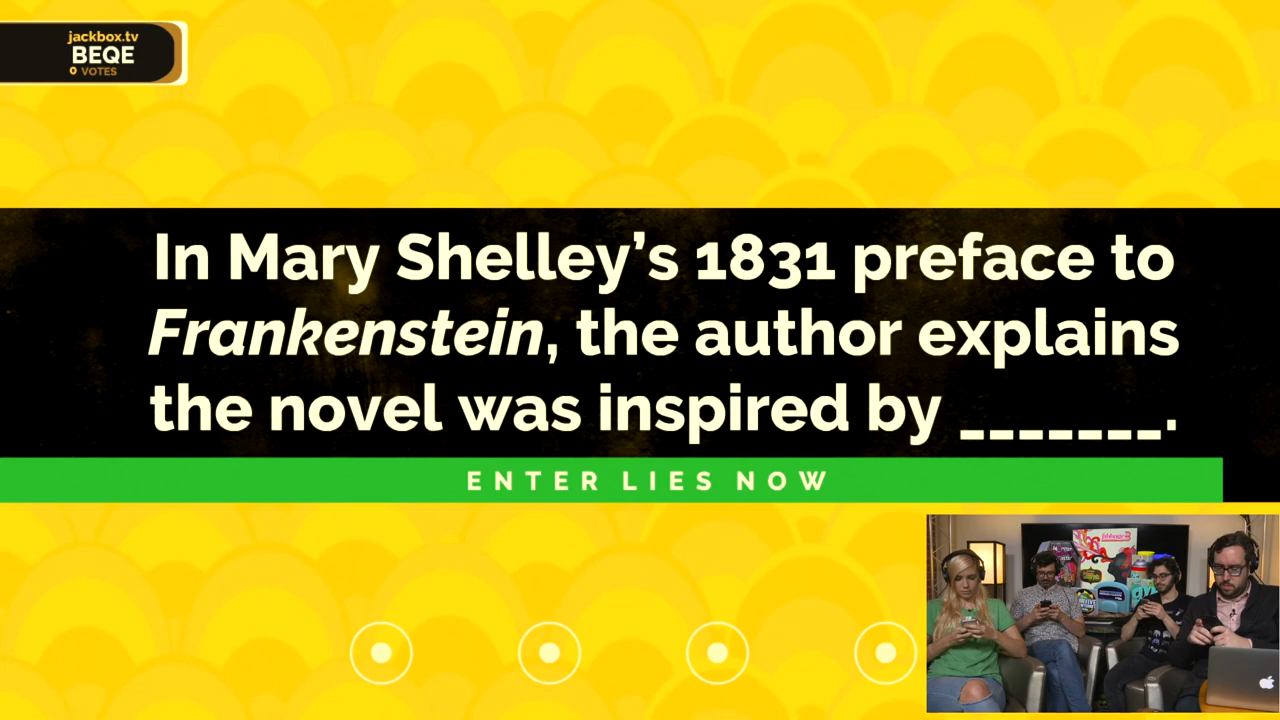 jackbox.tv
BEQE
0 VOTES
In Mary Shelley’s 1831 preface to
Frankenstein, the author explains
the novel was inspired by _______.
ENTER LIES NOW